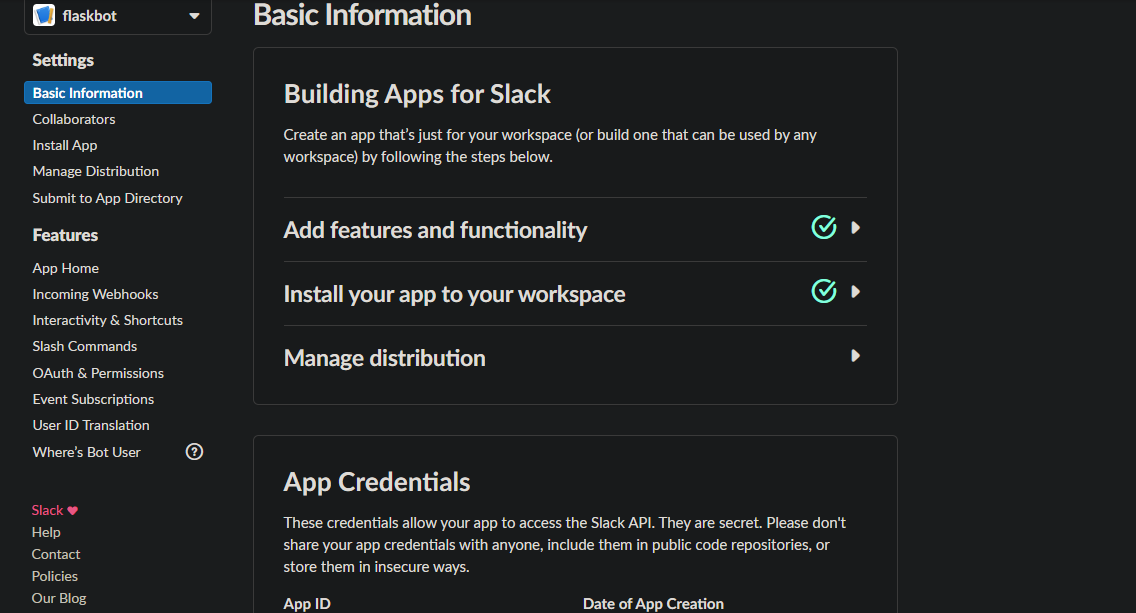 flaskbot
Settings
Basic Information
Collaborators
Install App
Manage Distribution
Submit to App Directory
Features
App Home
Incoming Webhooks
Interactivity & Shortcuts
Slash Commands
OAuth & Permissions
Event Subscriptions
User ID Translation
Where’s Bot User
?
Slack
Help
Contact
Policies
Our Blog
Basic Information
Building Apps for Slack
Create an app that’s just for your workspace (or build one that can be used by any
workspace) by following the steps below.
Add features and functionality
Install your app to your workspace
Manage distribution
App Credentials
These credentials allow your app to access the Slack API. They are secret. Please don't
share your app credentials with anyone, include them in public code repositories, or
store them in insecure ways.
App ID
Date of App Creation